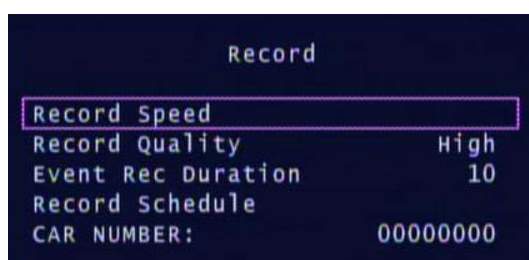 Record
Record Speed
Record Quality High
Event Rec Duration 10
Record Schedule
CAR NUMBER: 00000000